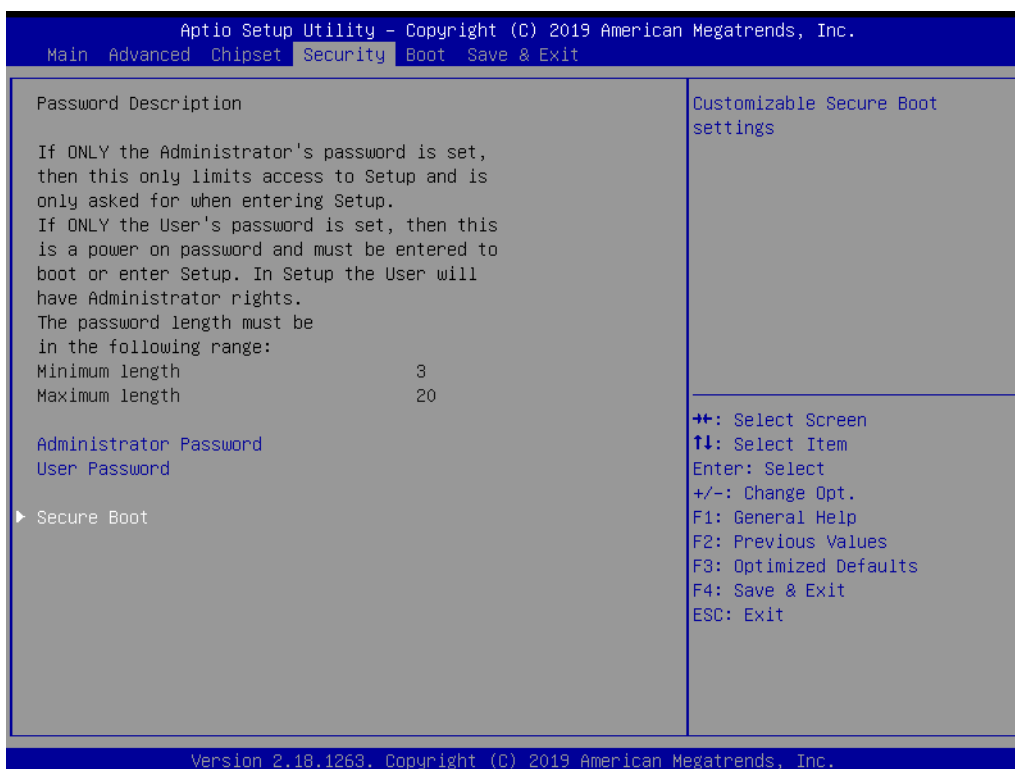 Aptio Setup Utility – Copyright (C) 2019 American Megatrends, Inc.
Main Advanced Chipset Security Boot Save & Exit
Password Description
If ONLY the Administrator's password is set,
then this only limits access to Setup and is
only asked for when entering Setup.
If ONLY the User's password is set, then this
is a power on password and must be entered to
boot or enter Setup. In Setup the User will
have Administrator rights.
The password length must be
in the following range:
Minimum length 3
Maximum length 20
Administrator Password
User Password
► Secure Boot
Customizable Secure Boot
settings
→←: Select Screen
↑↓: Select Item
Enter: Select
+/-: Change Opt.
F1: General Help
F2: Previous Values
F3: Optimized Defaults
F4: Save & Exit
ESC: Exit
Version 2.18.1263. Copyright (C) 2019 American Megatrends, Inc.